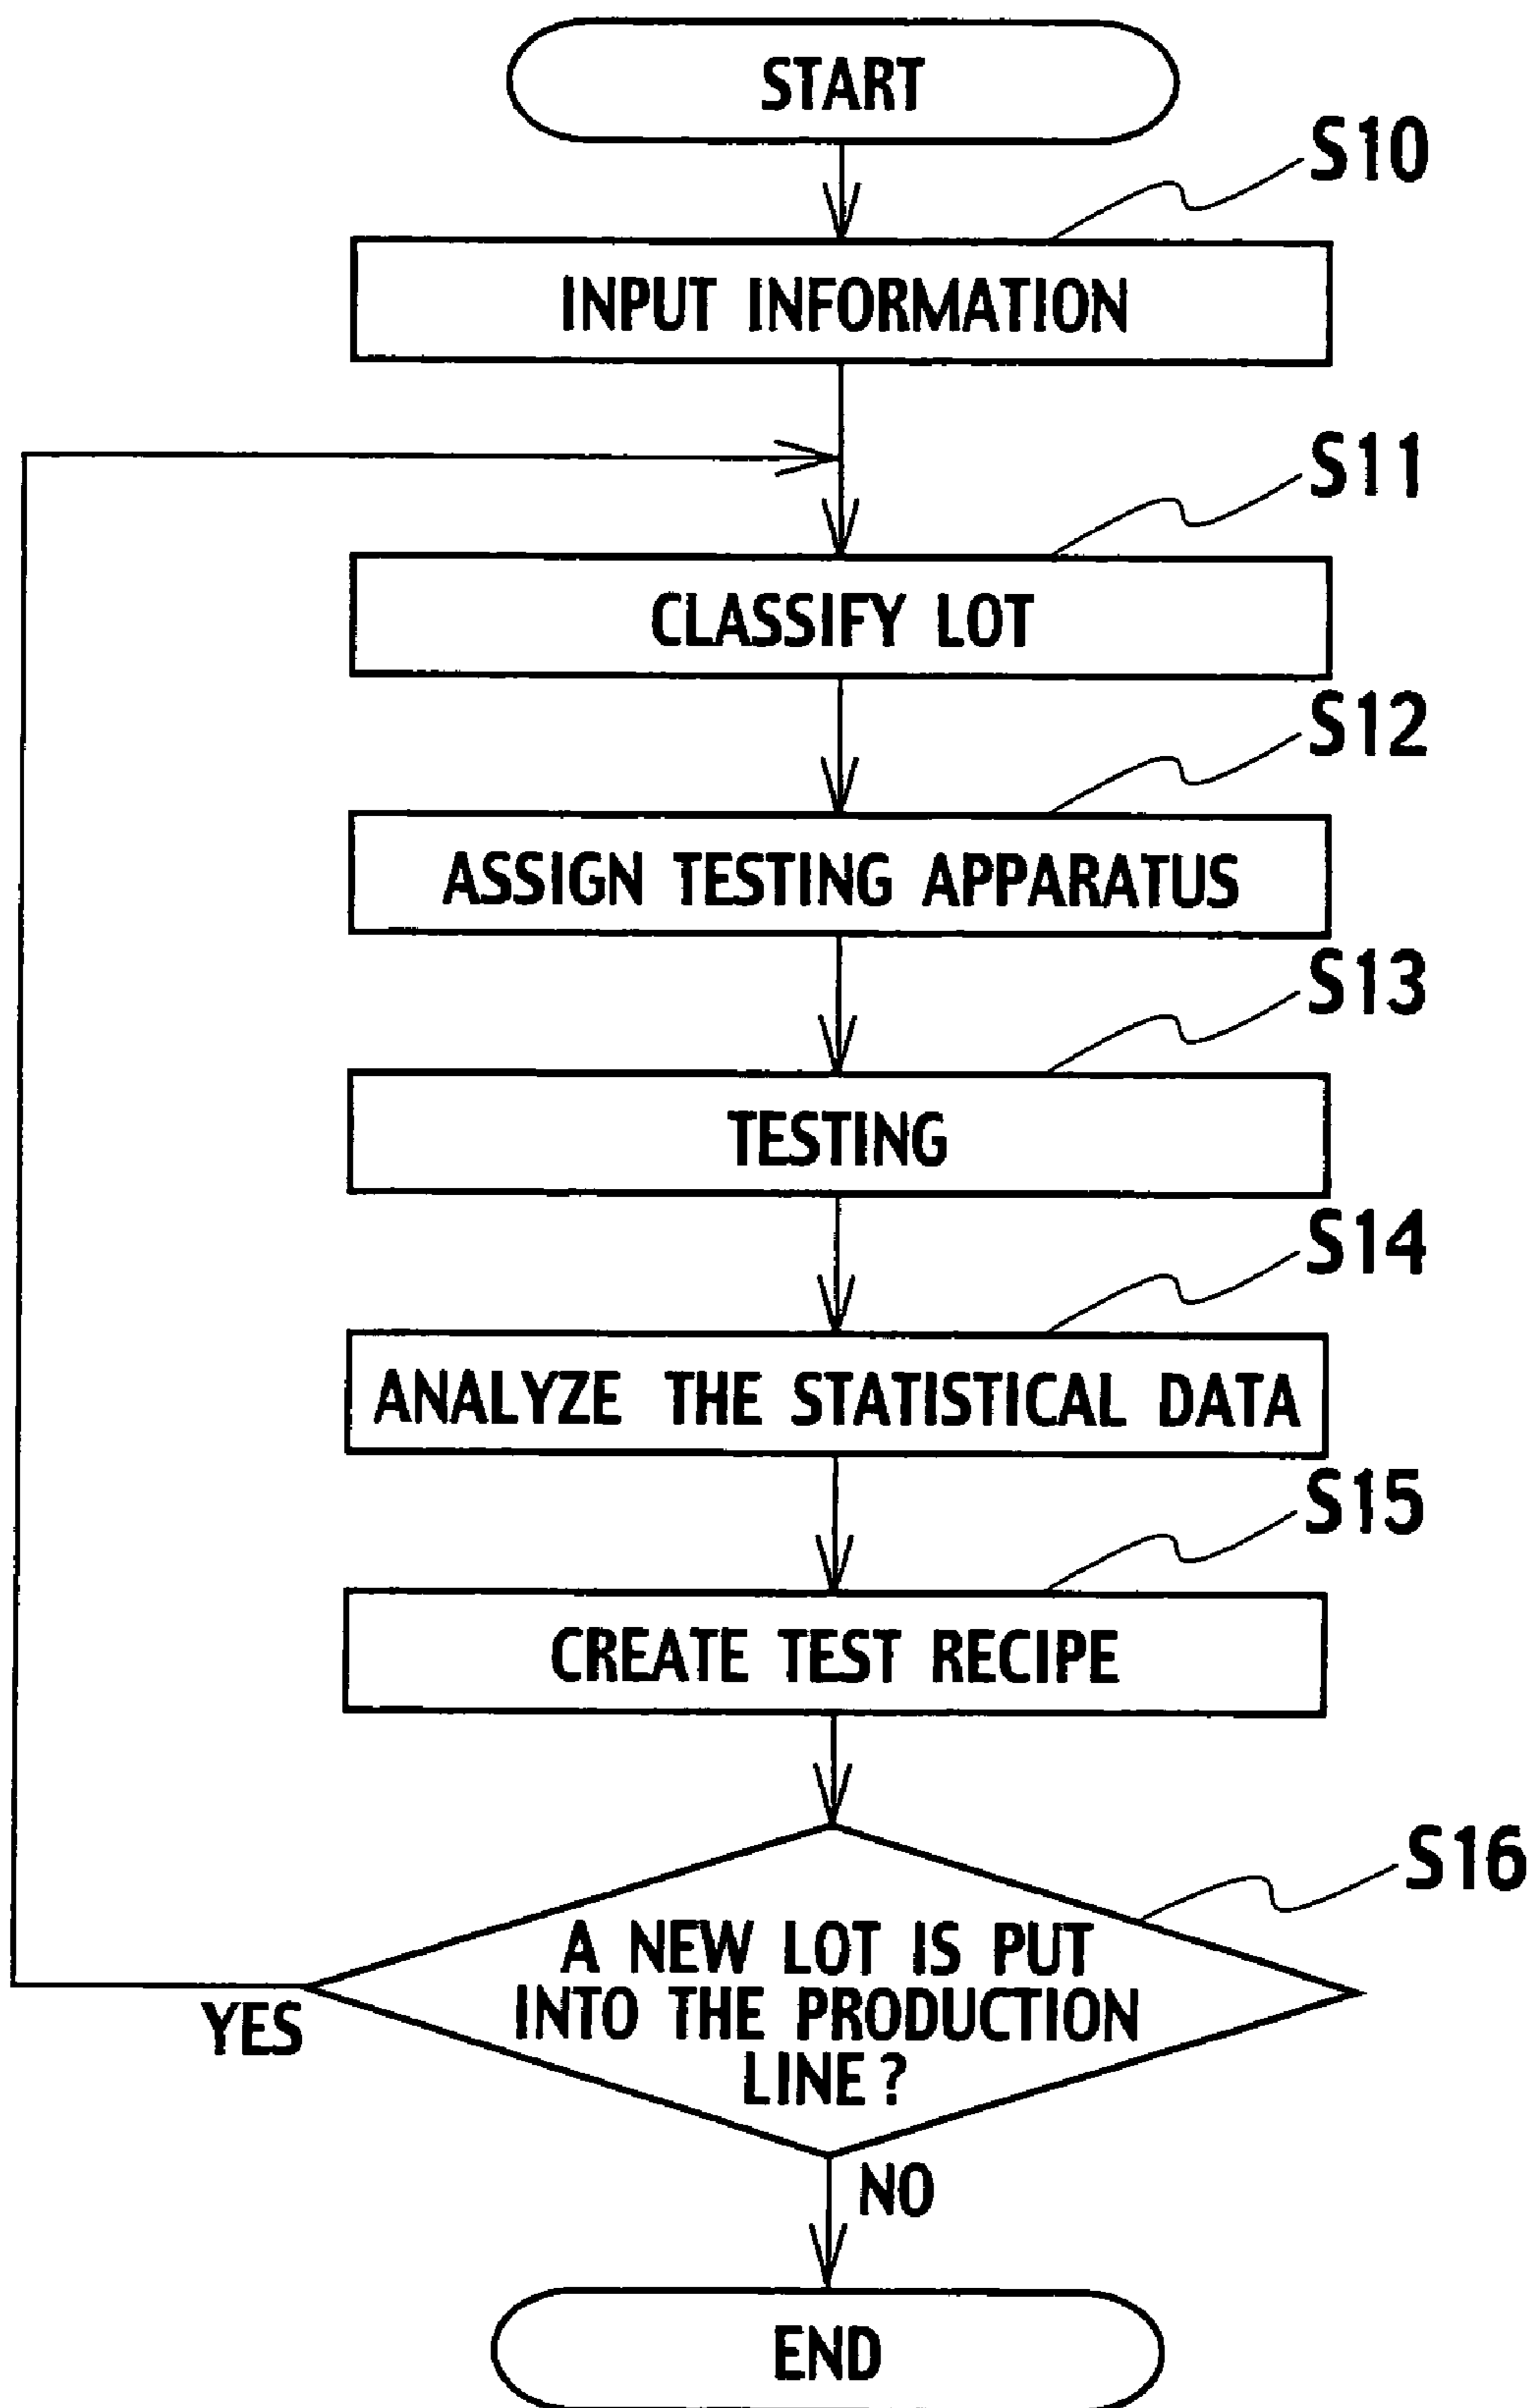 START
S10
INPUT INFORMATION
S11
CLASSIFY LOT
S12
ASSIGN TESTING APPARATUS
S13
TESTING
S14
ANALYZE THE STATISTICAL DATA
S15
CREATE TEST RECIPE
S16
A NEW LOT IS PUT
INTO THE PRODUCTION
LINE?
YES
NO
END